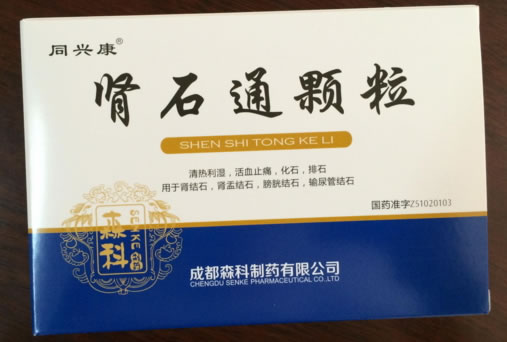 同兴康®
肾石通颗粒
SHEN SHI TONG KE LI
清热利湿，活血止痛，化石，排石
用于肾结石，肾盂结石，膀胱结石，输尿管结石
国药准字Z51020103
SENKE
森科
成都森科制药有限公司
CHENGDU SENKE PHARMACEUTICAL CO.,LTD